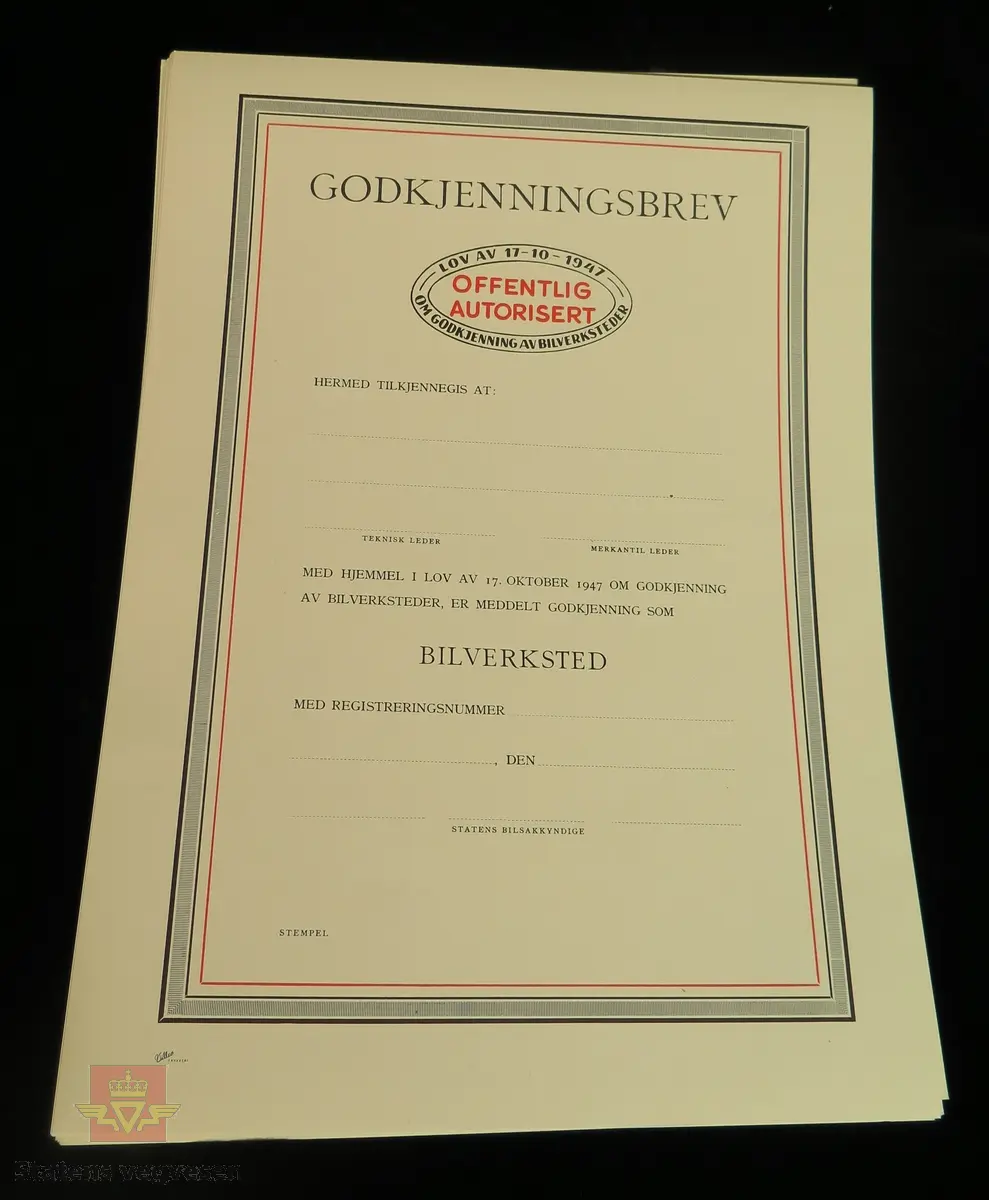 GODKJENNINGSBREV
LOV AV 17-10-1947
OFFENTLIG
AUTORISERT
OM GODKJENNING AV BILVERKSTEDER
HERMED TILKJENNEGIS AT:
TEKNISK LEDER
MERKANTIL LEDER
MED HJEMMEL I LOV AV 17. OKTOBER 1947 OM GODKJENNING
AV BILVERKSTEDER, ER MEDDELT GODKJENNING SOM
BILVERKSTED
MED REGISTRERINGSNUMMER
, DEN
STATENS BILSAKKYNDIGE
STEMPEL
Statens vegvesen